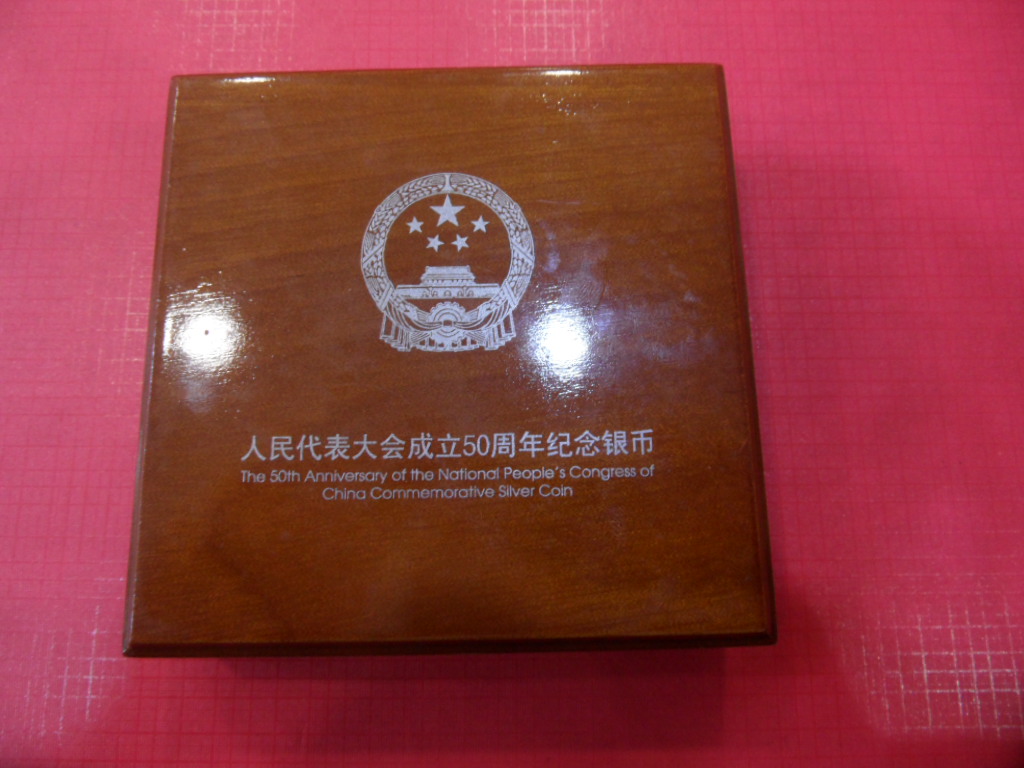 人民代表大会成立50周年纪念银币
The 50th Anniversary of the National People's Congress of
China Commemorative Silver Coin